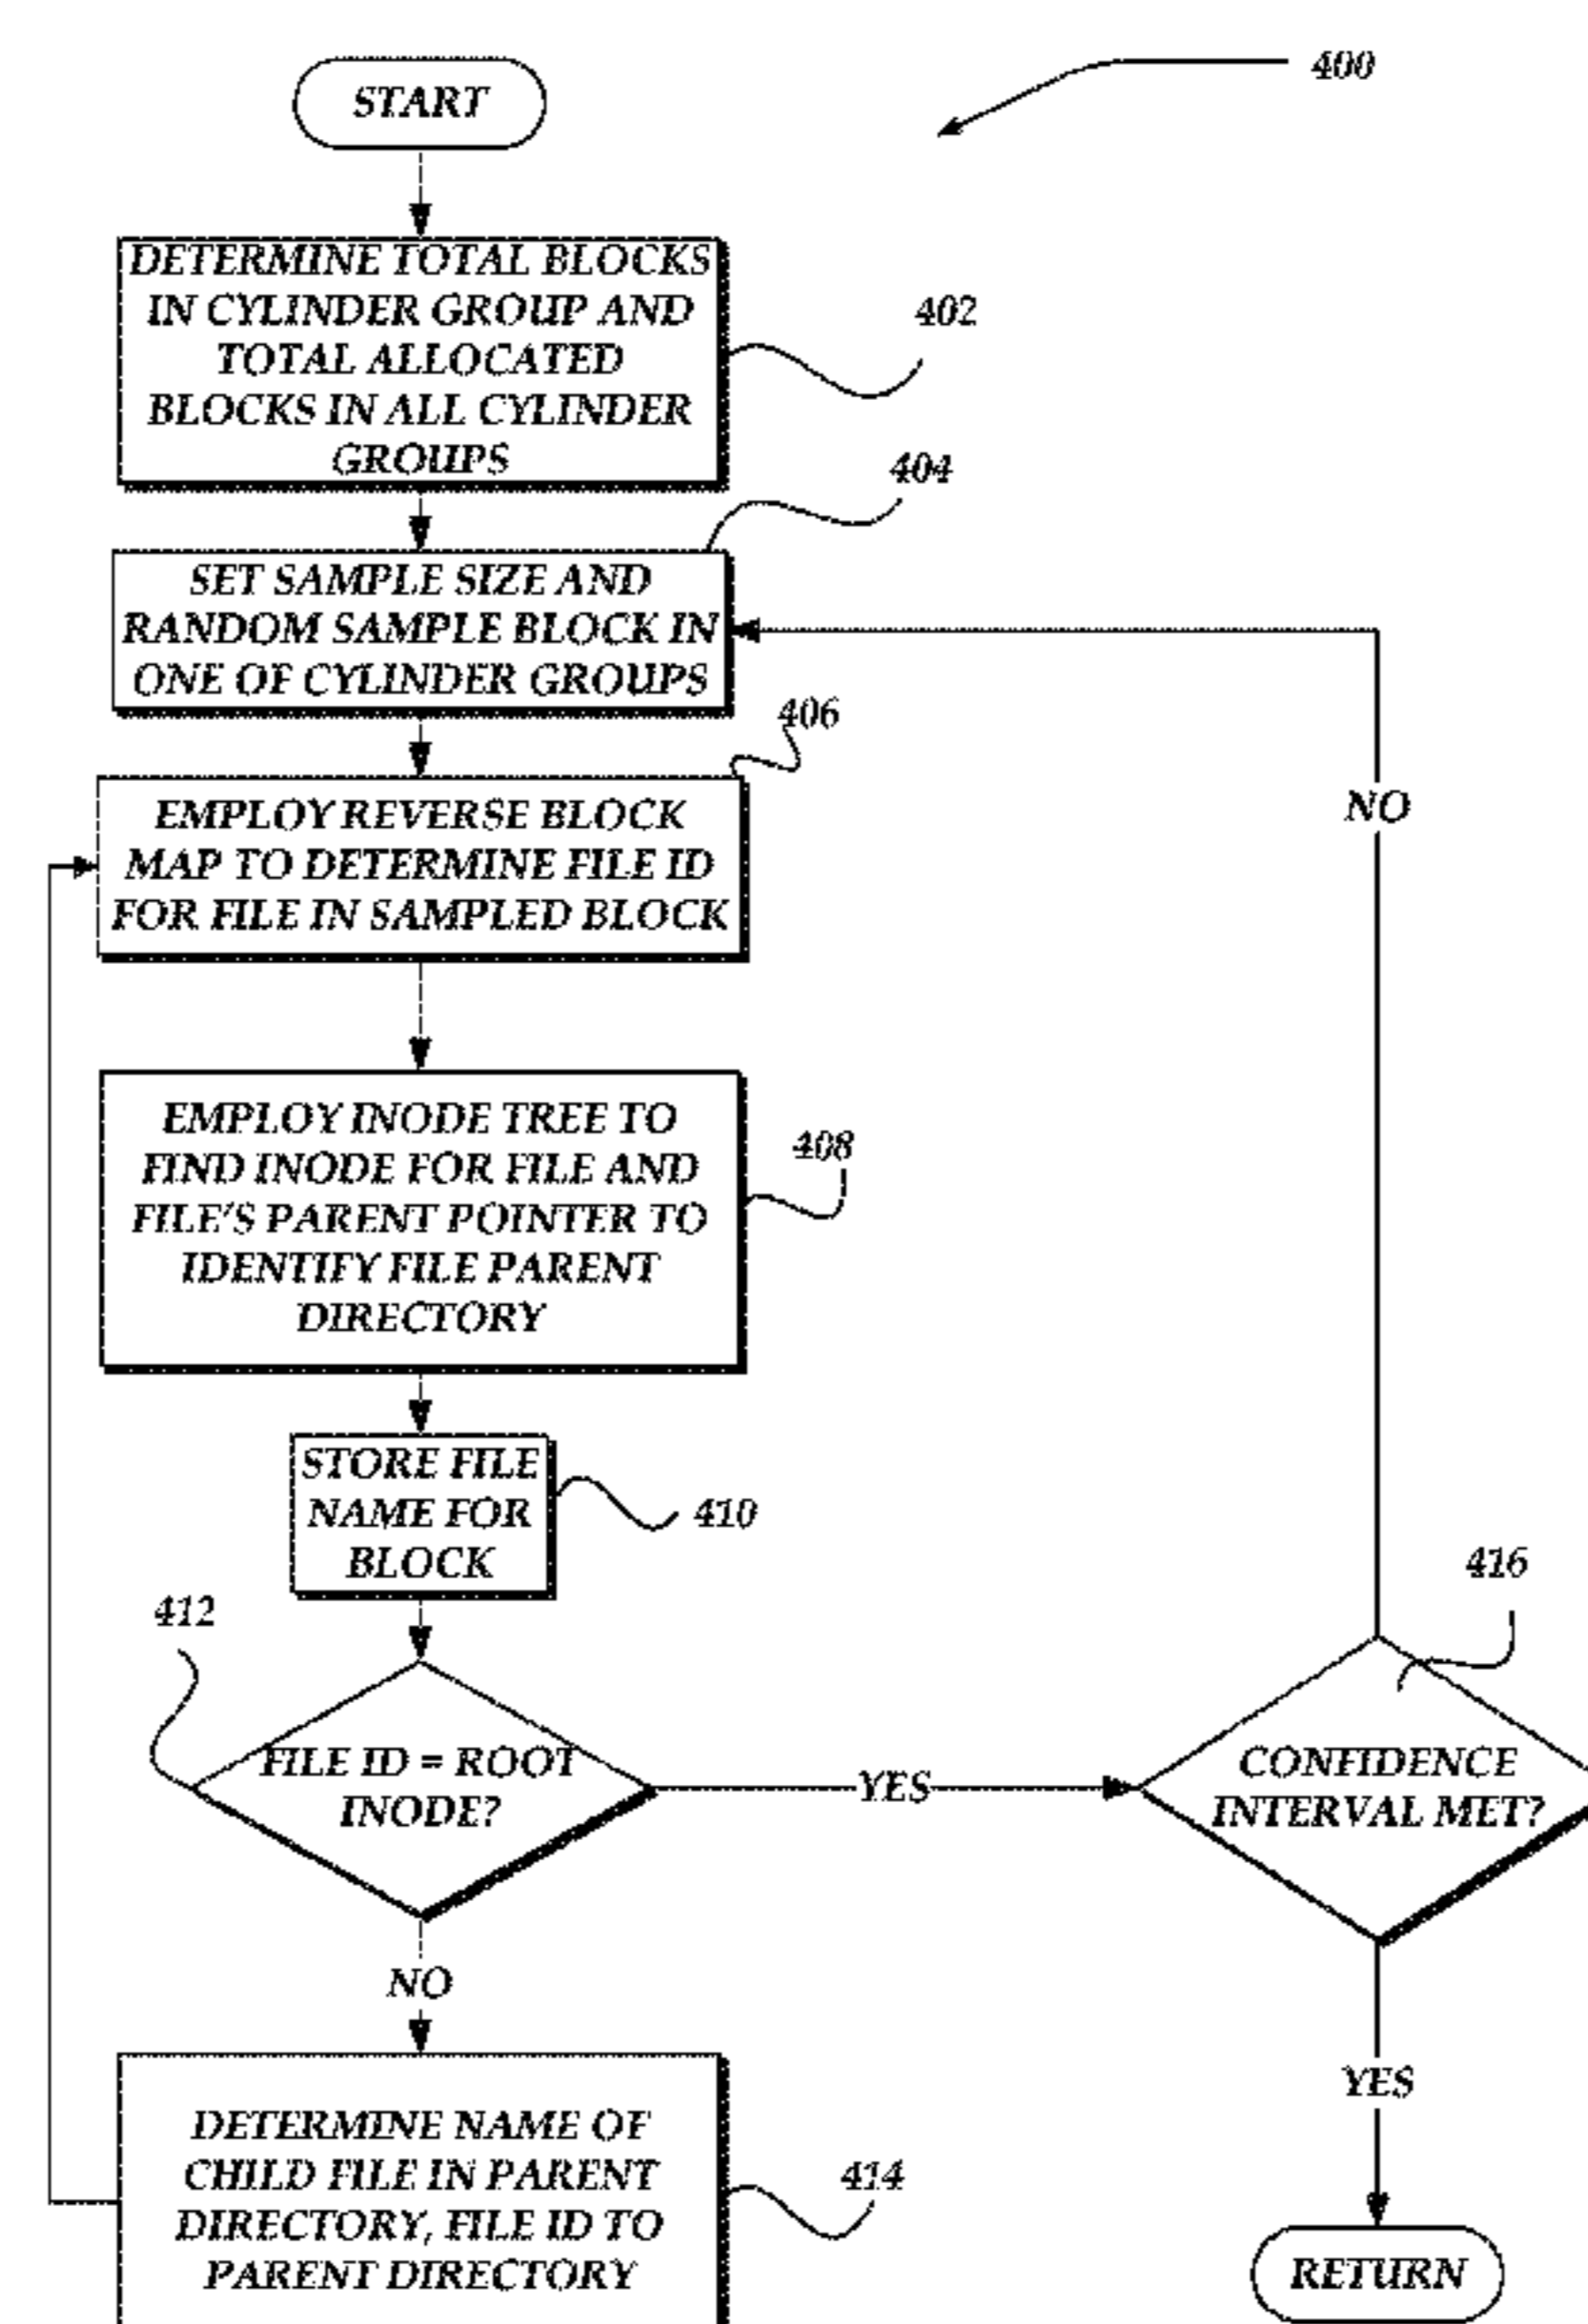 400
START
DETERMINE TOTAL BLOCKS
IN CYLINDER GROUP AND
TOTAL ALLOCATED
BLOCKS IN ALL CYLINDER
GROUPS
402
404
SET SAMPLE SIZE AND
RANDOM SAMPLE BLOCK IN
ONE OF CYLINDER GROUPS
406
EMPLOY REVERSE BLOCK
MAP TO DETERMINE FILE ID
FOR FILE IN SAMPLED BLOCK
NO
EMPLOY INODE TREE TO
FIND INODE FOR FILE AND
FILE'S PARENT POINTER TO
IDENTIFY FILE PARENT
DIRECTORY
408
STORE FILE
NAME FOR
BLOCK
410
412
416
FILE ID = ROOT
INODE?
YES
CONFIDENCE
INTERVAL MET?
NO
YES
DETERMINE NAME OF
CHILD FILE IN PARENT
DIRECTORY, FILE ID TO
PARENT DIRECTORY
414
RETURN